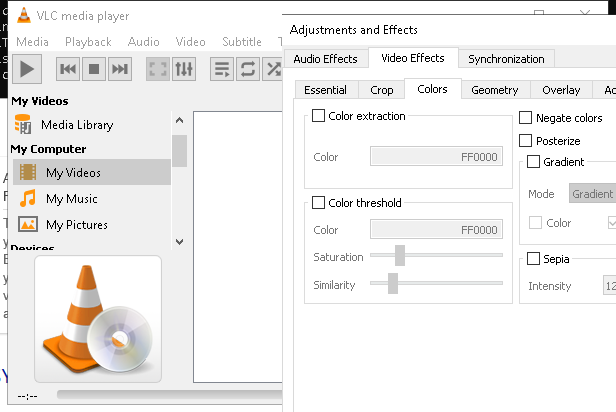 VLC media player
Media Playback Audio Video Subtitle T
My Videos
Media Library
My Computer
My Videos
My Music
My Pictures
Devices
--:--
Adjustments and Effects
Audio Effects Video Effects Synchronization
Essential Crop Colors Geometry Overlay
Color extraction
Color FF0000
Color threshold
Color FF0000
Saturation
Similarity
Negate colors
Posterize
Gradient
Mode Gradient
Color
Sepia
Intensity 12